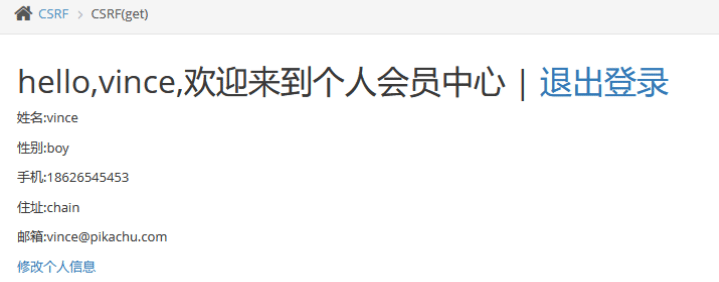 CSRF > CSRF(get)
hello,vince,欢迎来到个人会员中心 | 退出登录
姓名:vince
性别:boy
手机:18626545453
住址:chain
邮箱:vince@pikachu.com
修改个人信息